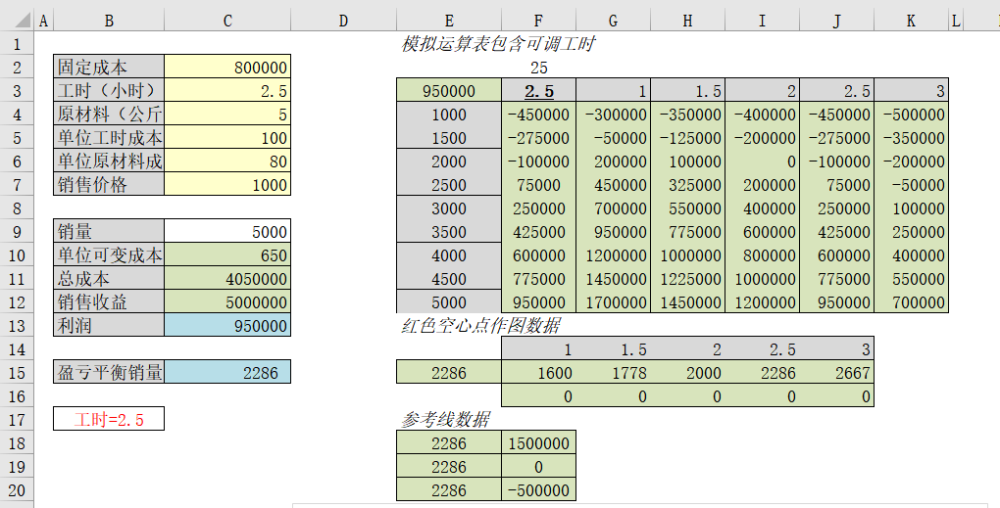 A B C D E F G H I J K L
1 模拟运算表包含可调工时
2 固定成本 800000 25
3 工时（小时） 2.5 950000 2.5 1 1.5 2 2.5 3
4 原材料（公斤 5 1000 -450000 -300000 -350000 -400000 -450000 -500000
5 单位工时成本 100 1500 -275000 -50000 -125000 -200000 -275000 -350000
6 单位原材料成 80 2000 -100000 200000 100000 0 -100000 -200000
7 销售价格 1000 2500 75000 450000 325000 200000 75000 -50000
8 3000 250000 700000 550000 400000 250000 100000
9 销量 5000 3500 425000 950000 775000 600000 425000 250000
10 单位可变成本 650 4000 600000 1200000 1000000 800000 600000 400000
11 总成本 4050000 4500 775000 1450000 1225000 1000000 775000 550000
12 销售收益 5000000 5000 950000 1700000 1450000 1200000 950000 700000
13 利润 950000 红色空心点作图数据
14 1 1.5 2 2.5 3
15 盈亏平衡销量 2286 2286 1600 1778 2000 2286 2667
16 0 0 0 0 0
17 工时=2.5 参考线数据
18 2286 1500000
19 2286 0
20 2286 -500000